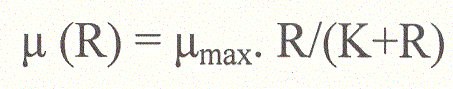 μ (R) = μmax. R/(K+R)